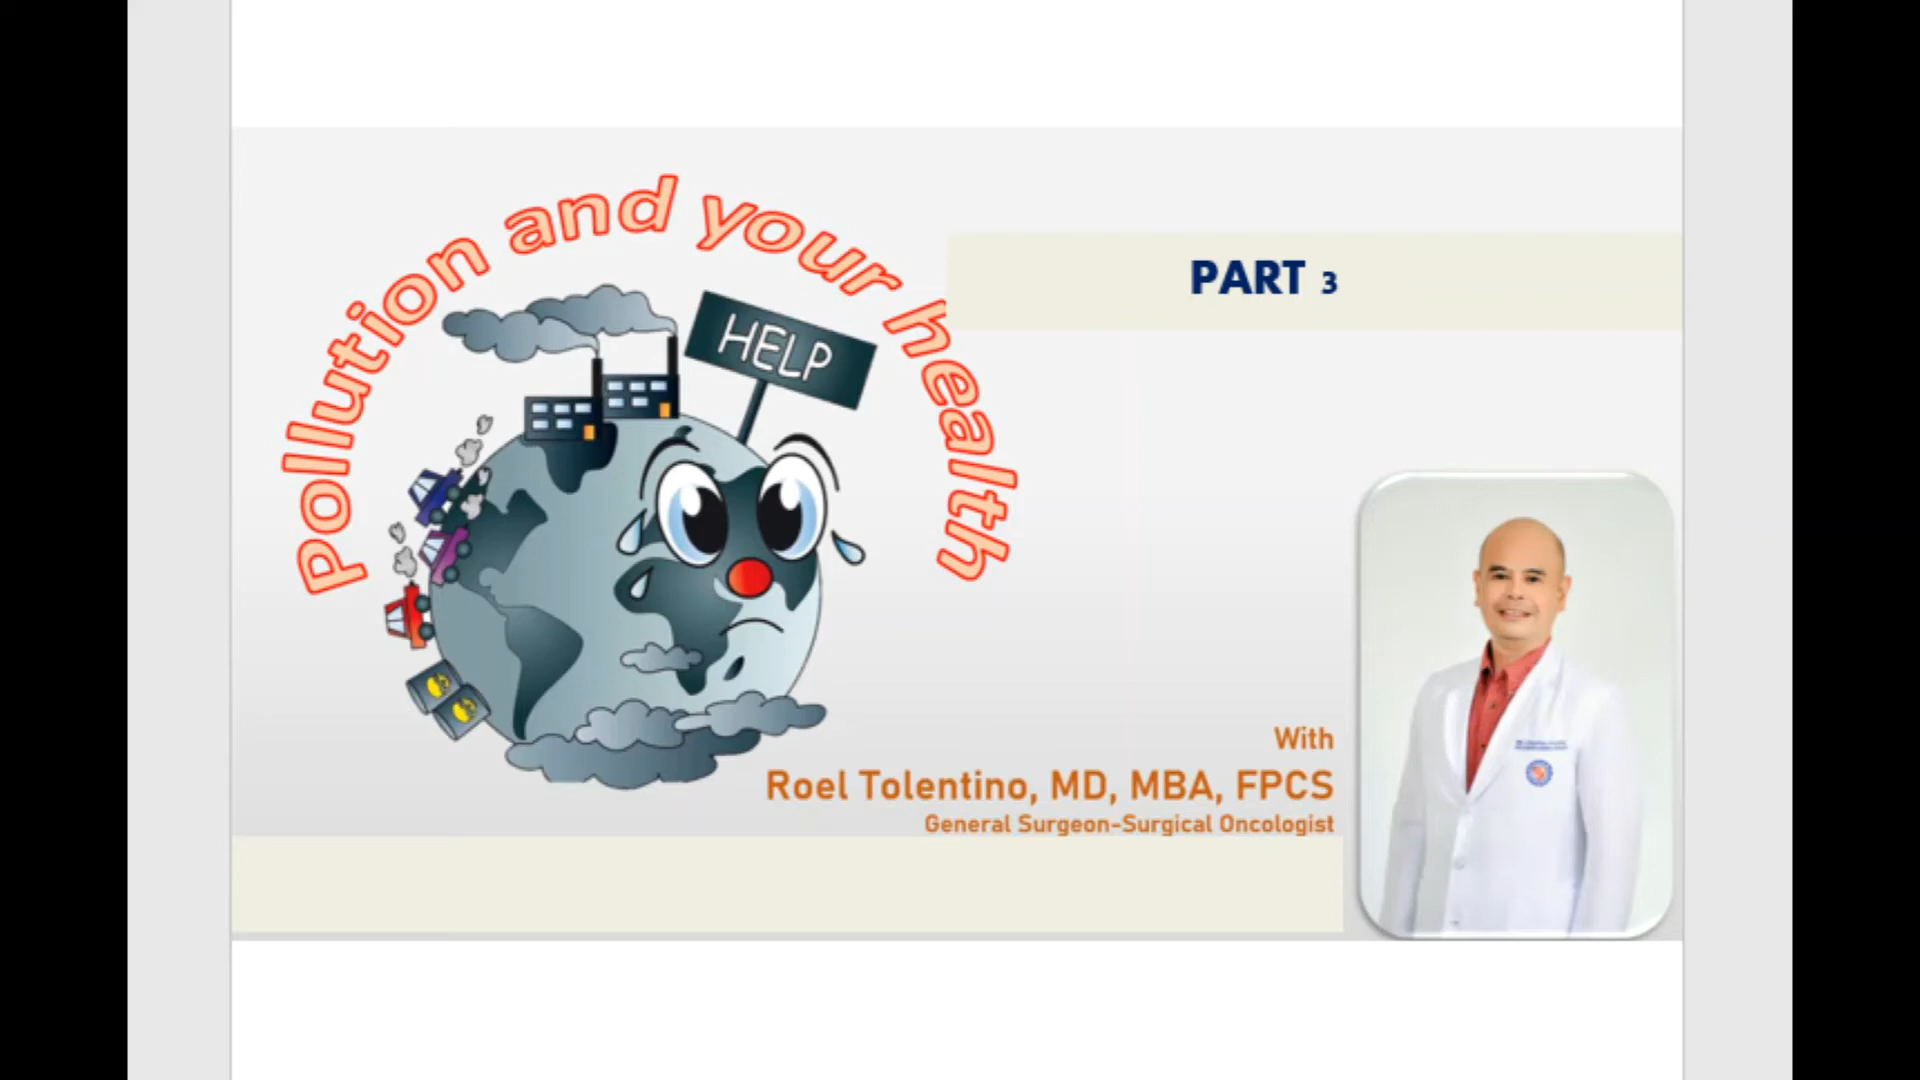 Pollution and your health
PART 3
HELP
With
Roel Tolentino, MD, MBA, FPCS
General Surgeon-Surgical Oncologist